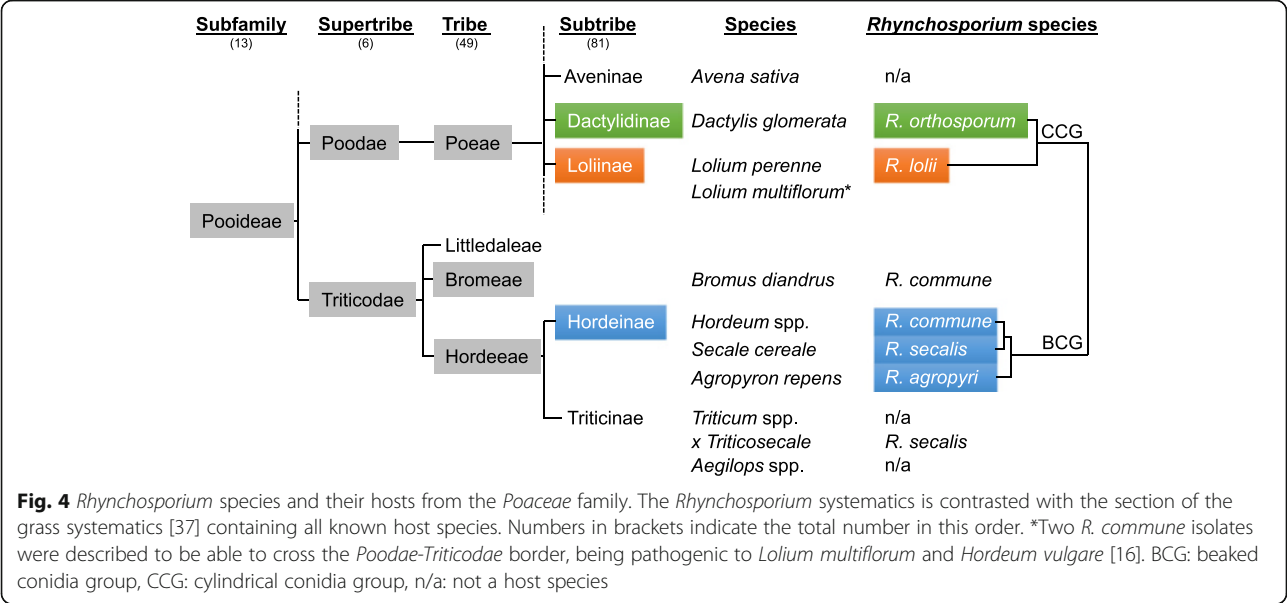 Subfamily Supertribe Tribe Subtribe Species Rhynchosporium species
(13) (6) (49) (81)
Aveninae Avena sativa n/a
Dactylidinae Dactylis glomerata R. orthosporum
CCG
Poodae Poeae
Loliinae Lolium perenne R. lolii
Lolium multiflorum*
Pooideae
Littledaleae
Bromeae Bromus diandrus R. commune
Triticodae
Hordeinae Hordeum spp. R. commune
Secale cereale R. secalis
BCG
Hordeeae
Agropyron repens R. agropyri
Triticinae Triticum spp. n/a
x Triticosecale R. secalis
Aegilops spp. n/a
Fig. 4 Rhynchosporium species and their hosts from the Poaceae family. The Rhynchosporium systematics is contrasted with the section of the
grass systematics [37] containing all known host species. Numbers in brackets indicate the total number in this order. *Two R. commune isolates
were described to be able to cross the Poodae-Triticodae border, being pathogenic to Lolium multiflorum and Hordeum vulgare [16]. BCG: beaked
conidia group, CCG: cylindrical conidia group, n/a: not a host species